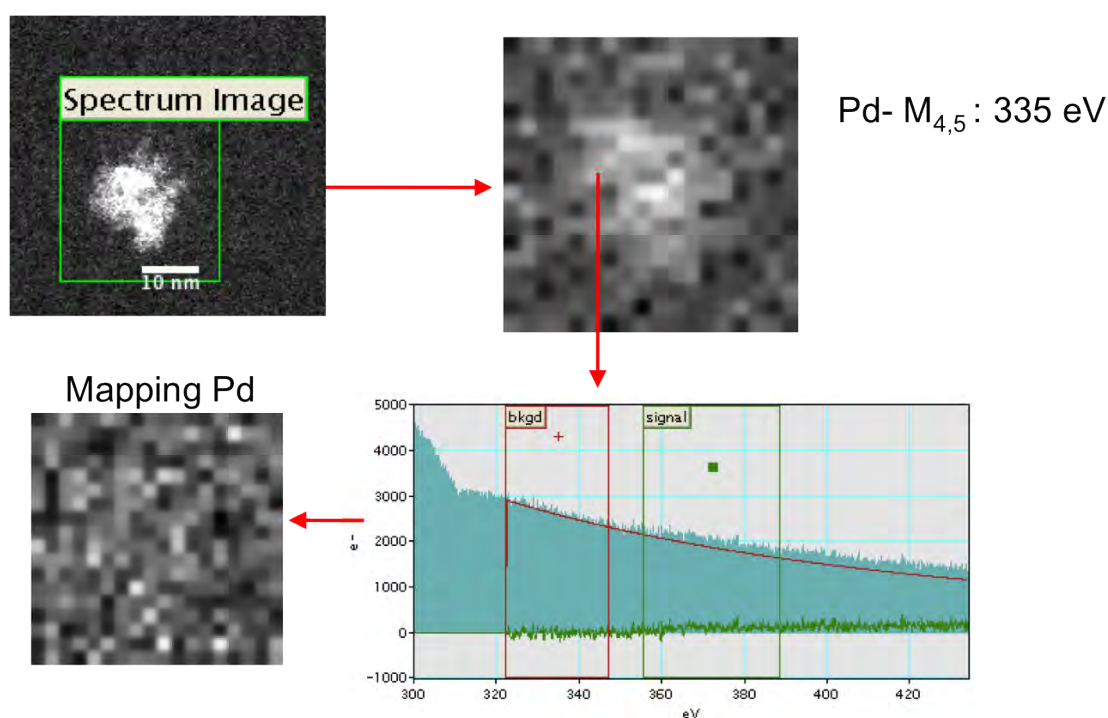 Spectrum Image
10 nm
Pd- M4,5 : 335 eV
Mapping Pd
bkgd
signal
5000
4000
3000
2000
1000
0
-1000
e-
300 320 340 360 380 400 420
eV